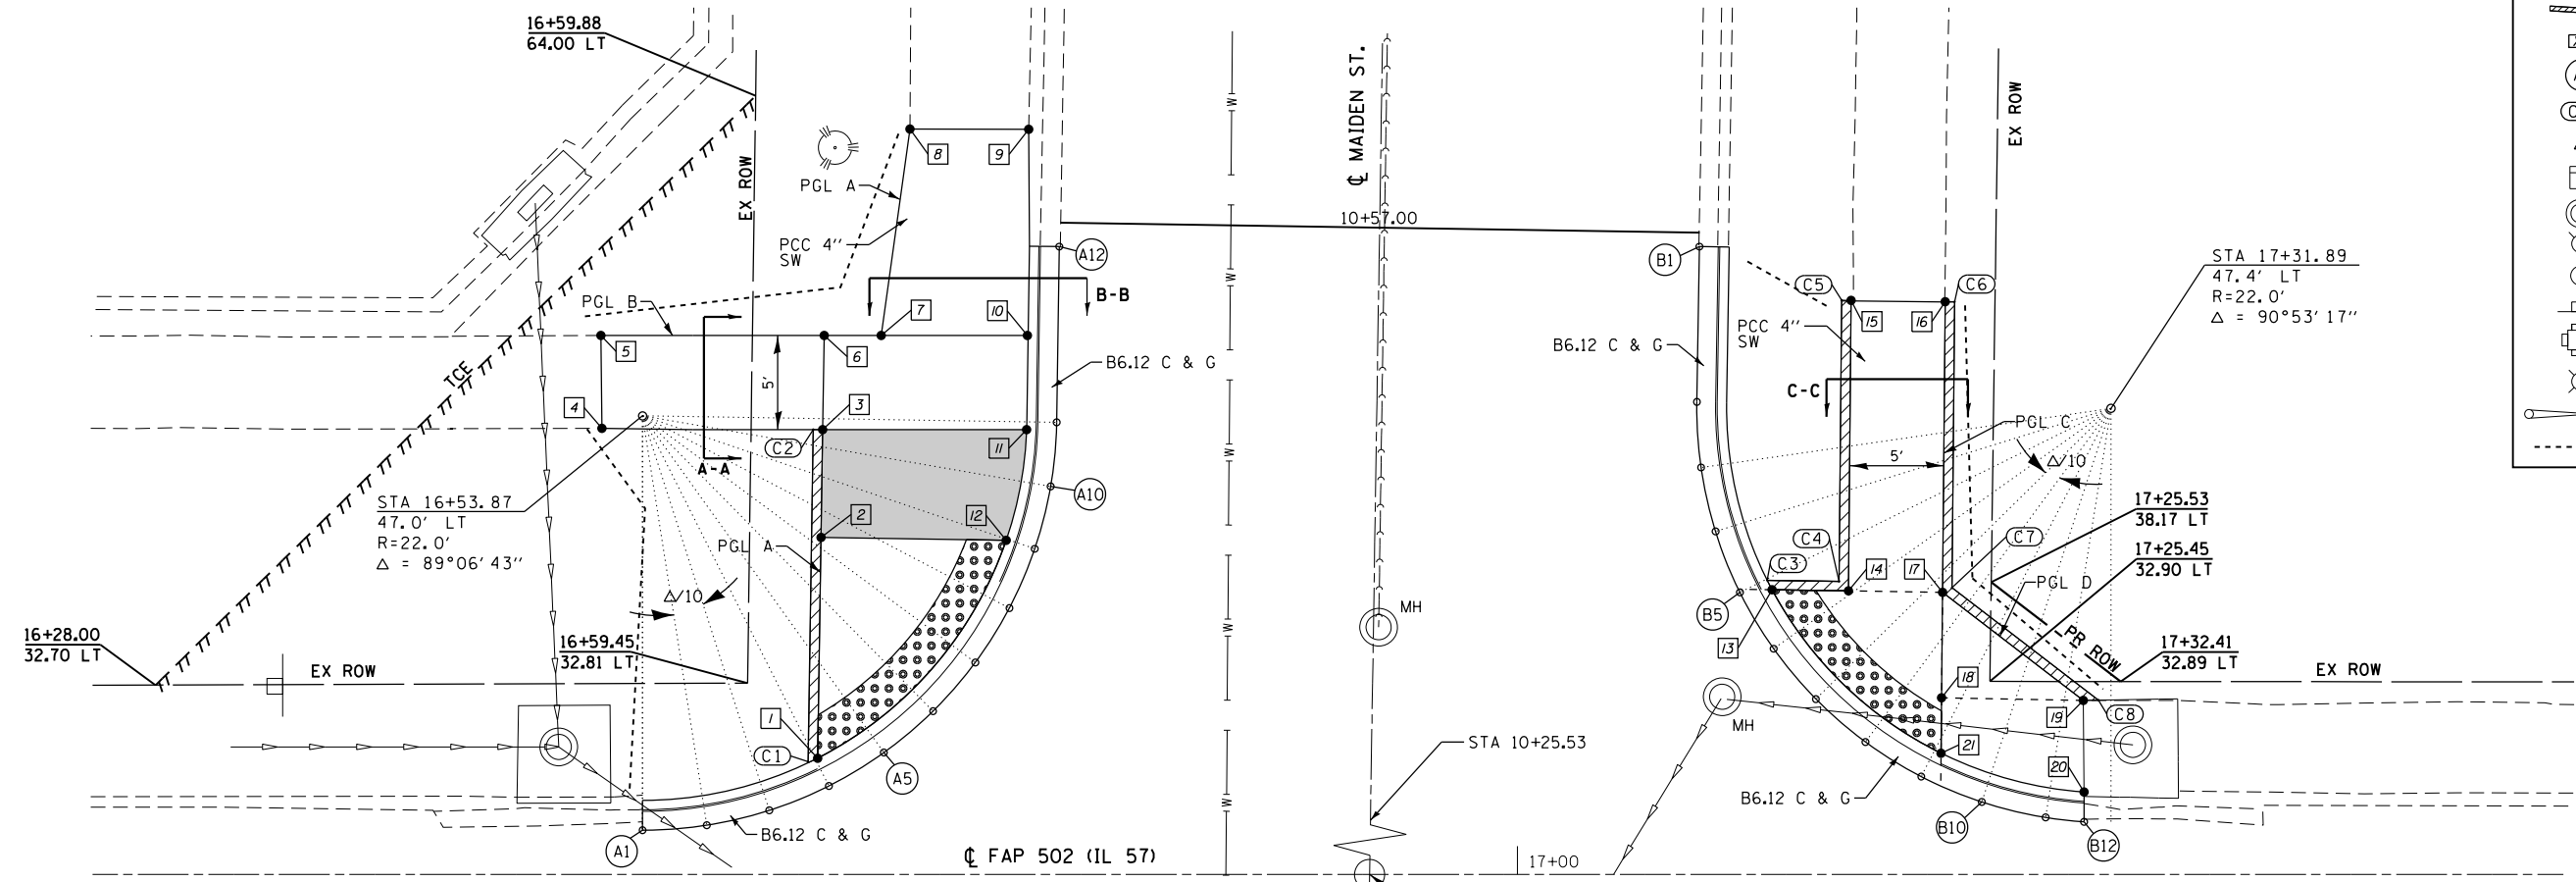 16+59.88
64.00 LT
EX ROW
PGL A
8
9
PCC 4''
SW
A12
B-B
PGL B
7
10
5
6
5'
B6.12 C & G
TCE
4
3
C2
11
A-A
A10
STA 16+53.87
47.0' LT
R=22.0'
△ = 89°06'43''
2
12
PGL A
△/10
16+28.00
32.70 LT
16+59.45
32.81 LT
EX ROW
1
C1
A5
A1
B6.12 C & G
℄ FAP 502 (IL 57)
W
W
W
W
W
W
℄ MAIDEN ST.
10+57.00
MH
STA 10+25.53
17+00
EX ROW
B1
C5
C6
STA 17+31.89
47.4' LT
R=22.0'
△ = 90°53'17''
PCC 4''
SW
15
16
B6.12 C & G
C-C
PGL C
5'
△/10
17+25.53
38.17 LT
C4
C7
17+25.45
32.90 LT
C3
14
17
PGL D
B5
13
PR ROW
17+32.41
32.89 LT
EX ROW
18
19
C8
MH
21
20
B6.12 C & G
B10
B12